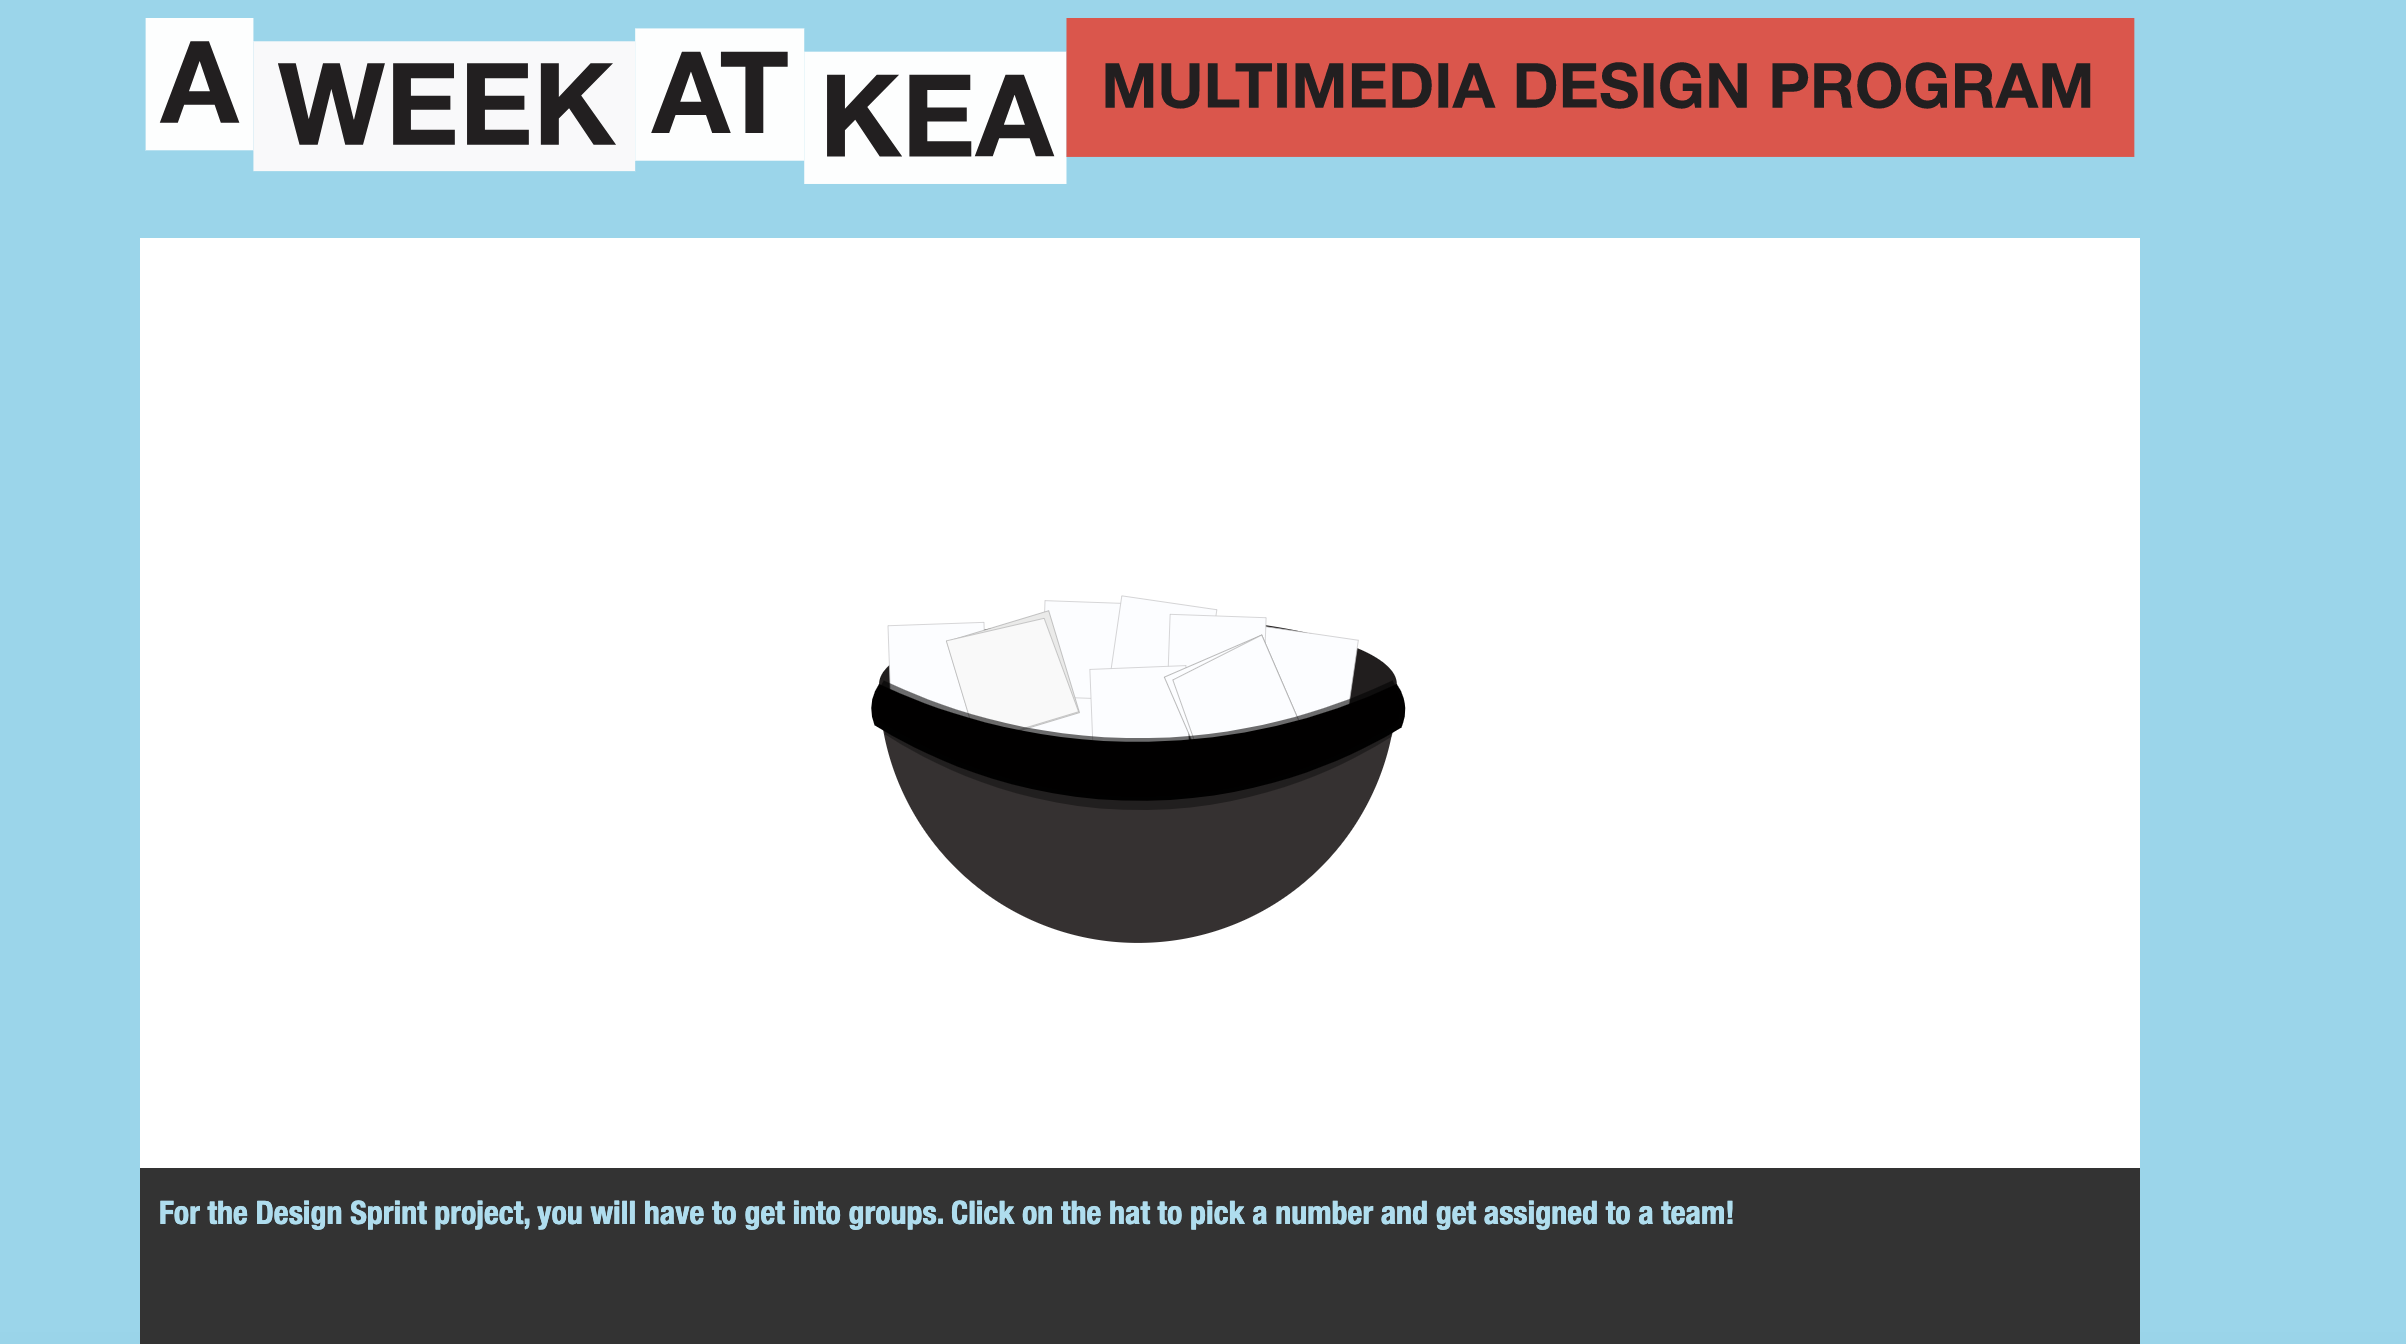 A WEEK AT KEA MULTIMEDIA DESIGN PROGRAM
For the Design Sprint project, you will have to get into groups. Click on the hat to pick a number and get assigned to a team!